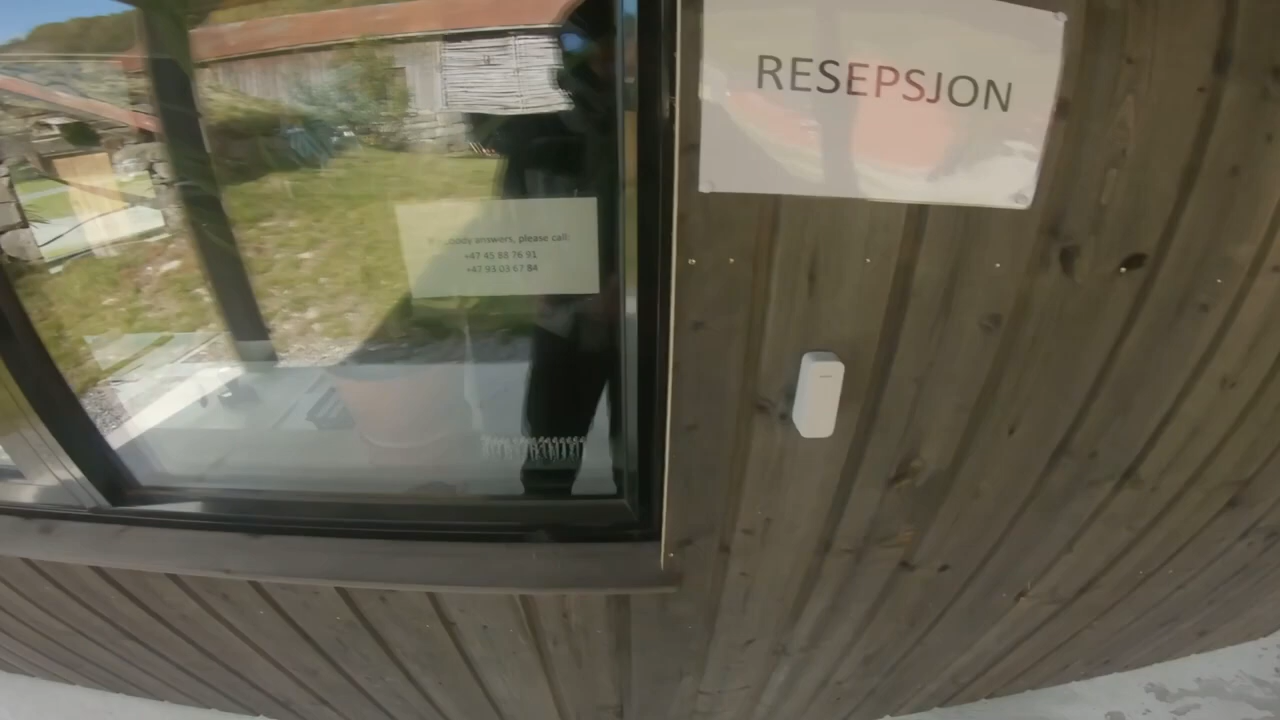 RESEPSJON
If nobody answers, please call:
+47 45 88 76 91
+47 93 03 67 84